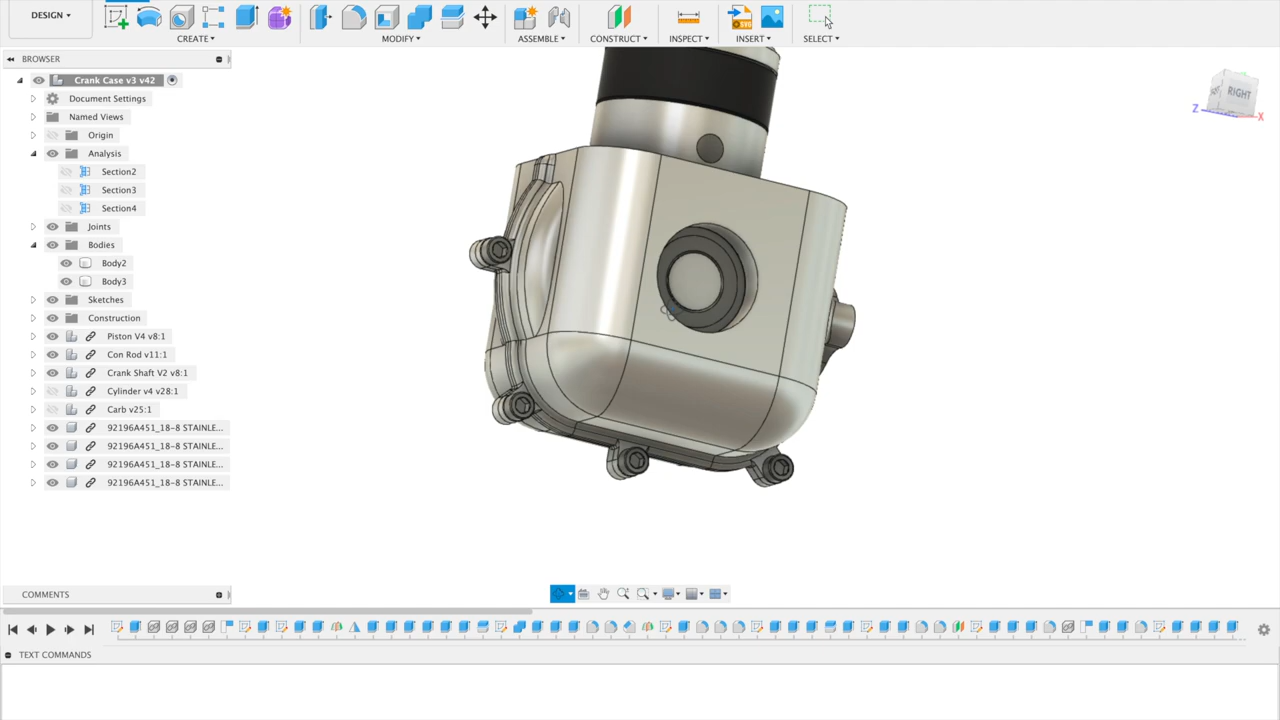 DESIGN
CREATE
MODIFY
ASSEMBLE
CONSTRUCT
INSPECT
INSERT
SELECT
SVG
BROWSER
Crank Case v3 v42
RIGHT
Z
X
Document Settings
Named Views
Origin
Analysis
Section2
Section3
Section4
Joints
Bodies
Body2
Body3
Sketches
Construction
Piston V4 v8:1
Con Rod v11:1
Crank Shaft V2 v8:1
Cylinder v4 v28:1
Carb v25:1
92196A451_18-8 STAINLE...
92196A451_18-8 STAINLE...
92196A451_18-8 STAINLE...
92196A451_18-8 STAINLE...
COMMENTS
TEXT COMMANDS